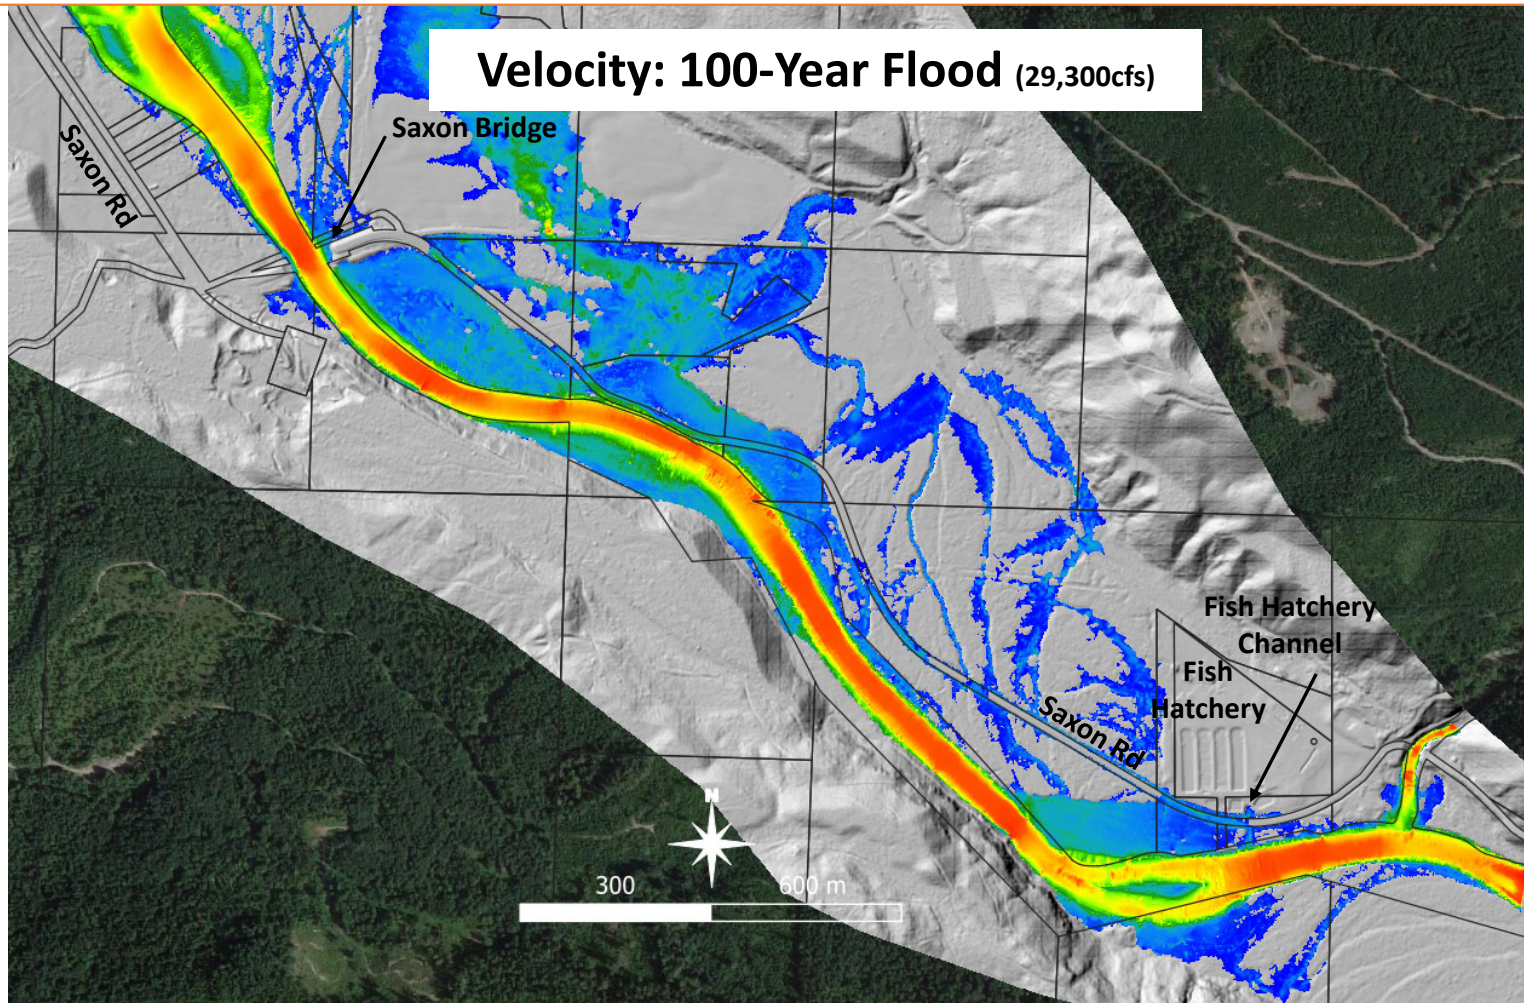 Velocity: 100-Year Flood (29,300cfs)
Saxon Bridge
Saxon Rd
Fish Hatchery
Channel
Fish
Hatchery
Saxon Rd
N
300 600 m